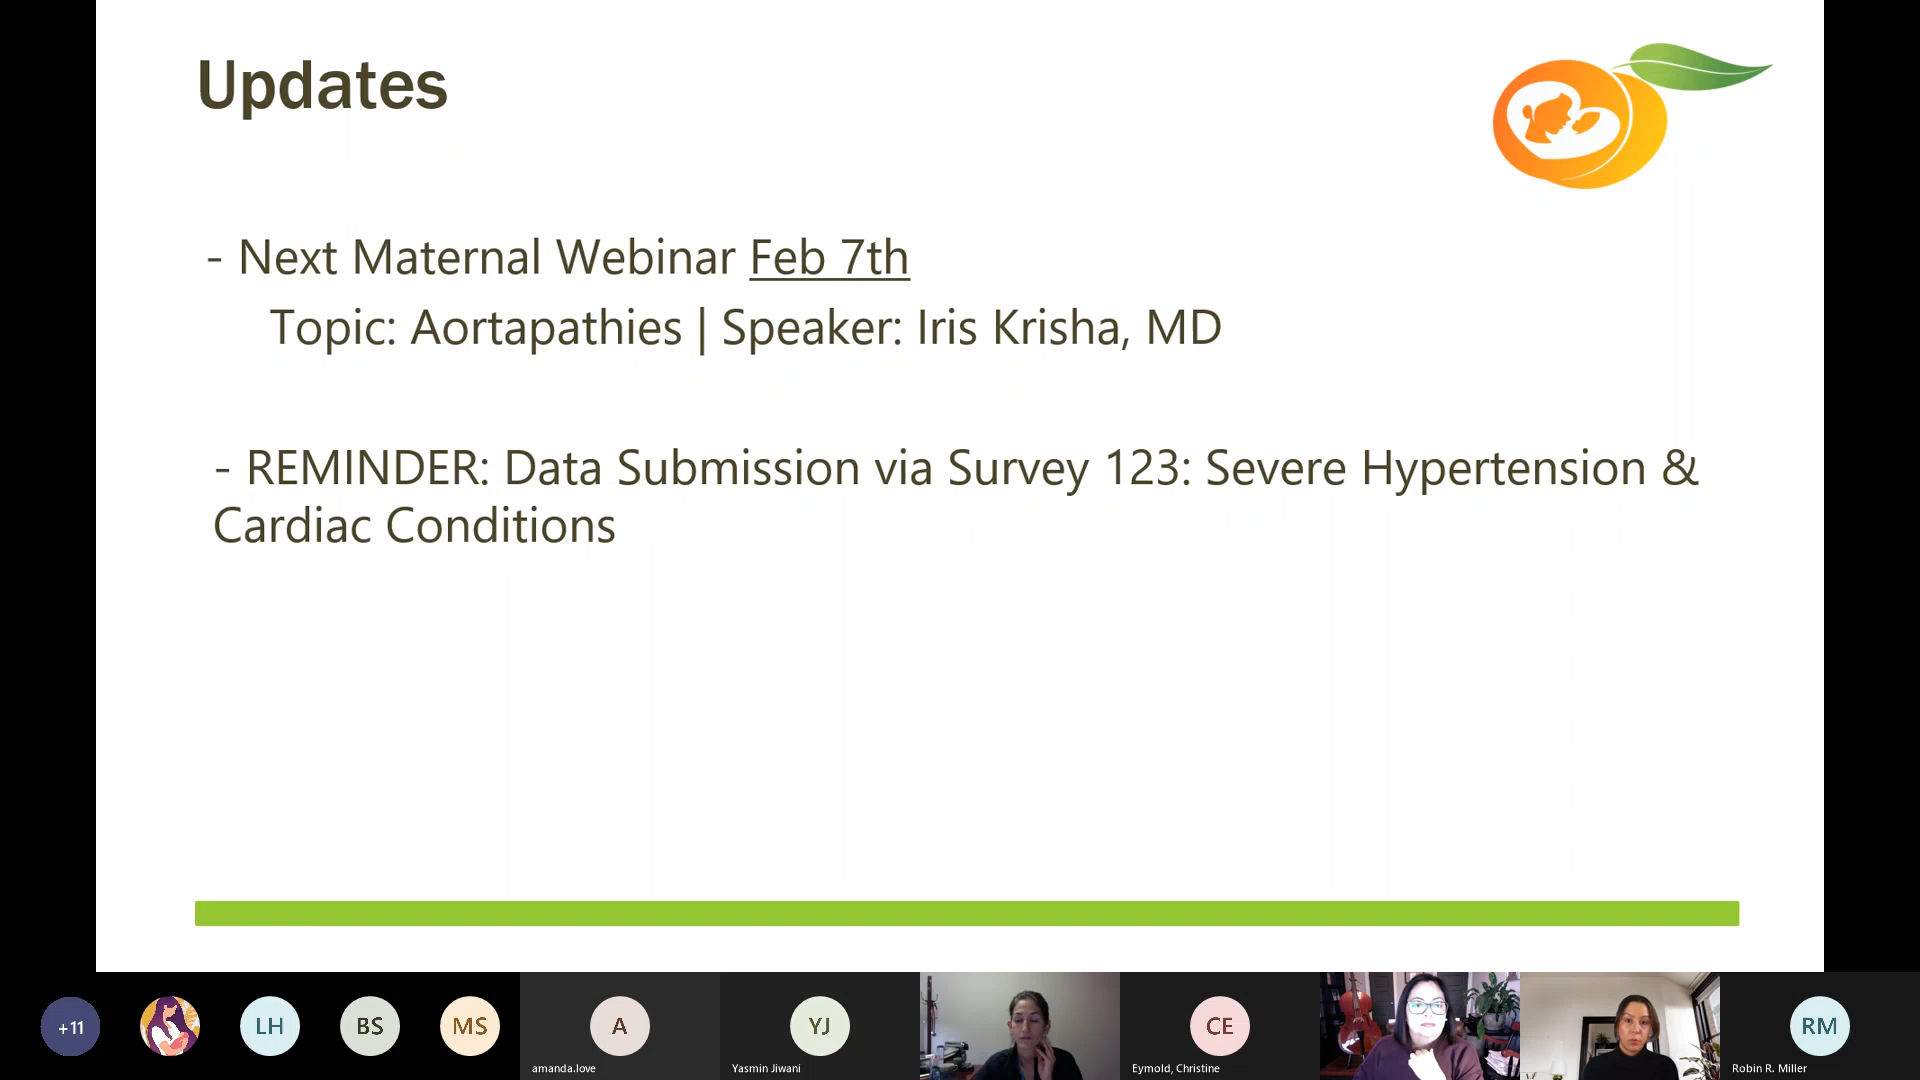 Updates
- Next Maternal Webinar Feb 7th
Topic: Aortapathies | Speaker: Iris Krisha, MD
- REMINDER: Data Submission via Survey 123: Severe Hypertension &
Cardiac Conditions
+11
LH
BS
MS
A
YJ
CE
RM
amanda.love
Yasmin Jiwani
Eymold, Christine
Robin R. Miller